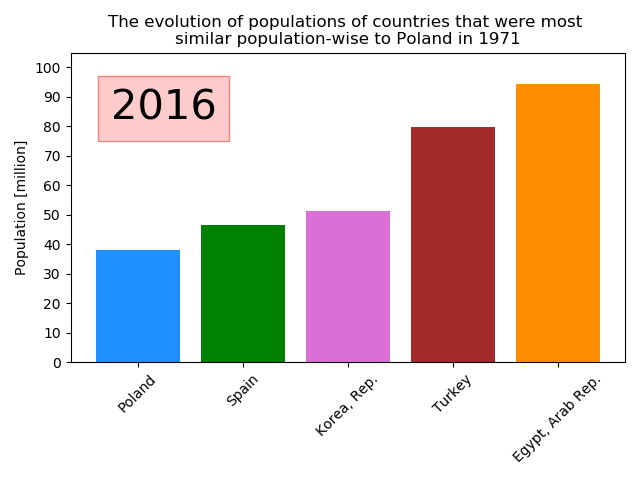 The evolution of populations of countries that were most
similar population-wise to Poland in 1971
2016
Population [million]
100
90
80
70
60
50
40
30
20
10
0
Poland
Spain
Korea, Rep.
Turkey
Egypt, Arab Rep.